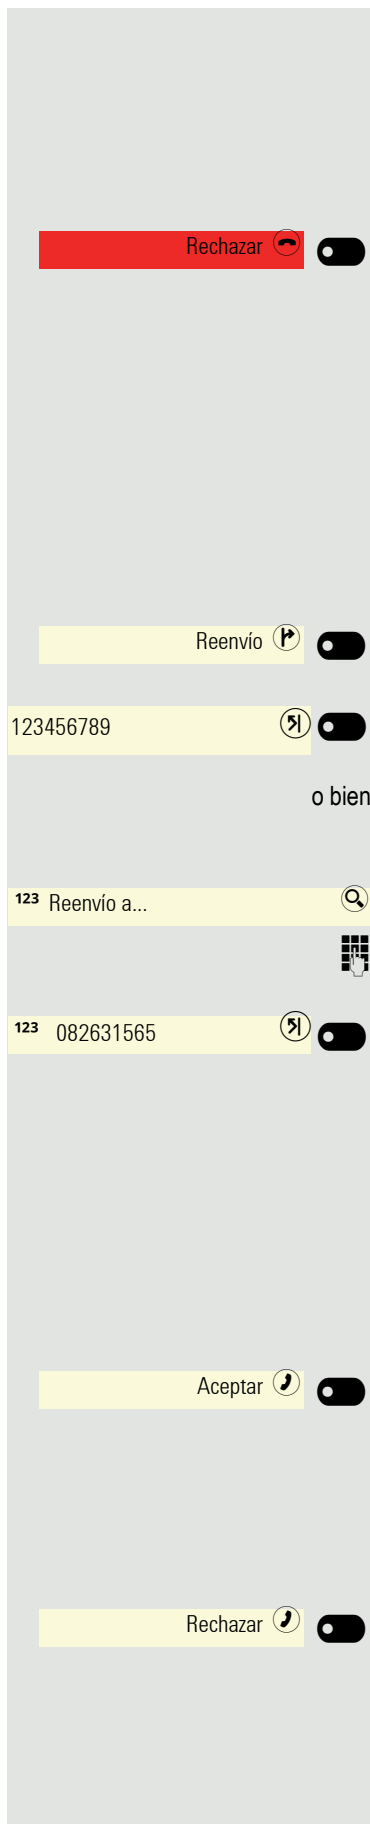 Rechazar
Reenvío
123456789
o bien
123 Reenvío a...
123 082631565
Aceptar
Rechazar